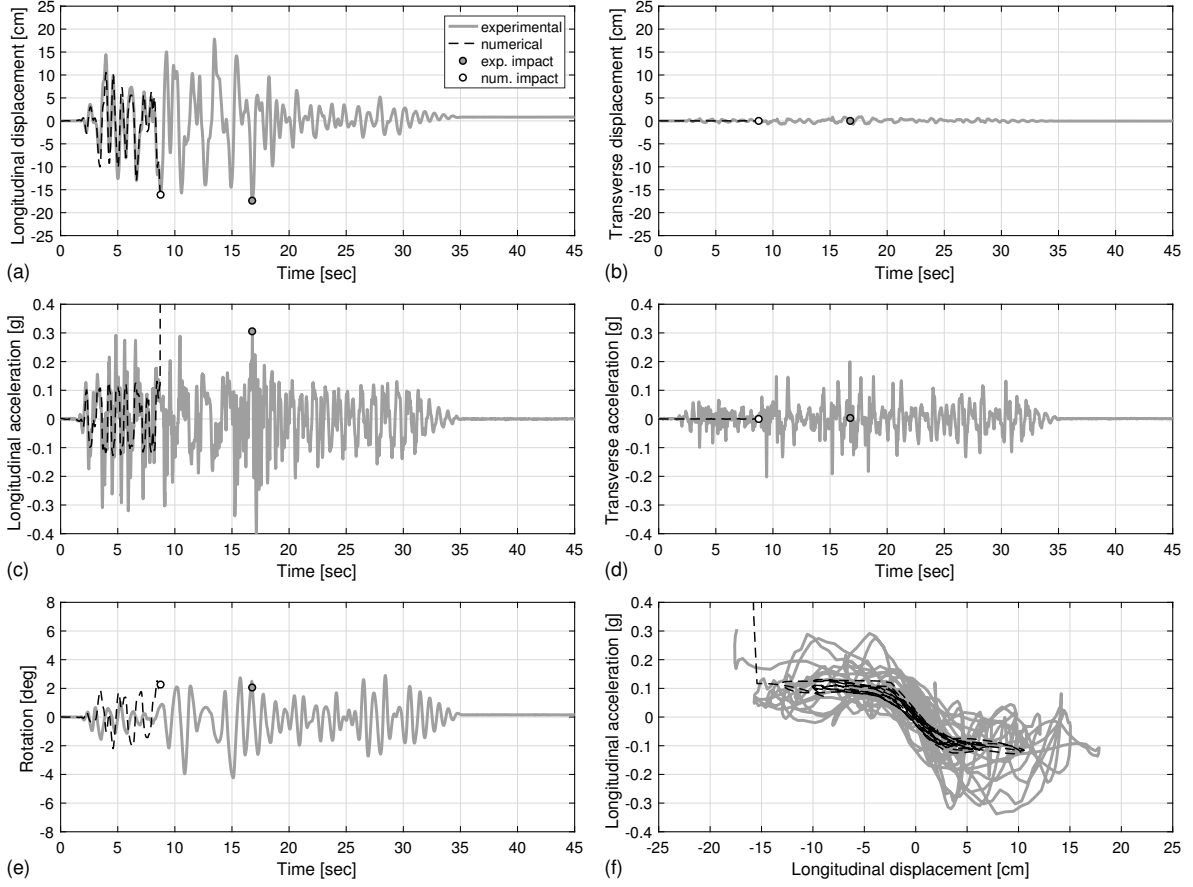 Longitudinal displacement [cm]
25
20
15
10
5
0
-5
-10
-15
-20
-25
experimental
numerical
exp. impact
num. impact
0 5 10 15 20 25 30 35 40 45
Time [sec]
(a)
Transverse displacement [cm]
25
20
15
10
5
0
-5
-10
-15
-20
-25
0 5 10 15 20 25 30 35 40 45
Time [sec]
(b)
Longitudinal acceleration [g]
0.4
0.3
0.2
0.1
0
-0.1
-0.2
-0.3
-0.4
0 5 10 15 20 25 30 35 40 45
Time [sec]
(c)
Transverse acceleration [g]
0.4
0.3
0.2
0.1
0
-0.1
-0.2
-0.3
-0.4
0 5 10 15 20 25 30 35 40 45
Time [sec]
(d)
Rotation [deg]
8
6
4
2
0
-2
-4
-6
-8
0 5 10 15 20 25 30 35 40 45
Time [sec]
(e)
Longitudinal acceleration [g]
0.4
0.3
0.2
0.1
0
-0.1
-0.2
-0.3
-0.4
-25 -20 -15 -10 -5 0 5 10 15 20 25
Longitudinal displacement [cm]
(f)